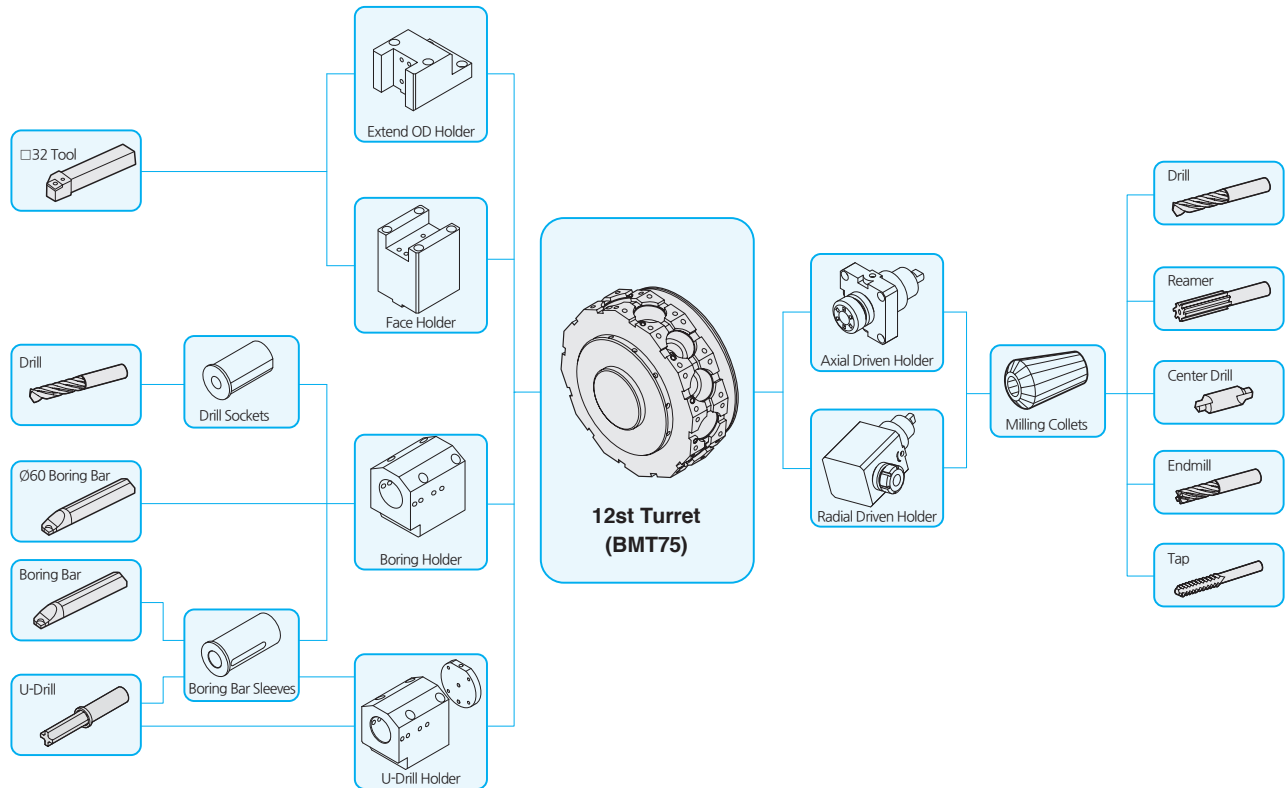 □32 Tool
Extend OD Holder
Face Holder
Drill
Drill Sockets
Ø60 Boring Bar
Boring Holder
Boring Bar
Boring Bar Sleeves
U-Drill
U-Drill Holder
12st Turret
(BMT75)
Axial Driven Holder
Radial Driven Holder
Milling Collets
Drill
Reamer
Center Drill
Endmill
Tap